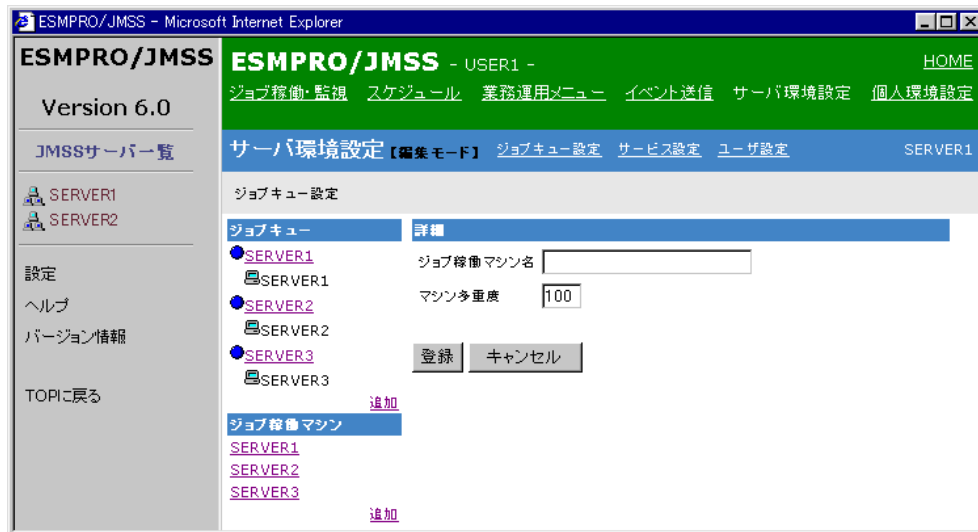 ESMPRO/JMSS - Microsoft Internet Explorer
ESMPRO/JMSS
Version 6.0
JMSSサーバー覧
SERVER1
SERVER2
設定
ヘルプ
バージョン情報
TOPに戻る
ESMPRO/JMSS - USER1 -
HOME
ジョブ稼働・監視 スケジュール 業務運用メニュー イベント送信 サーバ環境設定 個人環境設定
サーバ環境設定【編集モード】 ジョブキュー設定 サービス設定 ユーザ設定 SERVER1
ジョブキュー設定
ジョブキュー
SERVER1
SERVER1
SERVER2
SERVER2
SERVER3
SERVER3
追加
ジョブ稼働マシン
SERVER1
SERVER2
SERVER3
追加
詳細
ジョブ稼働マシン名
マシン多重度 100
登録 キャンセル